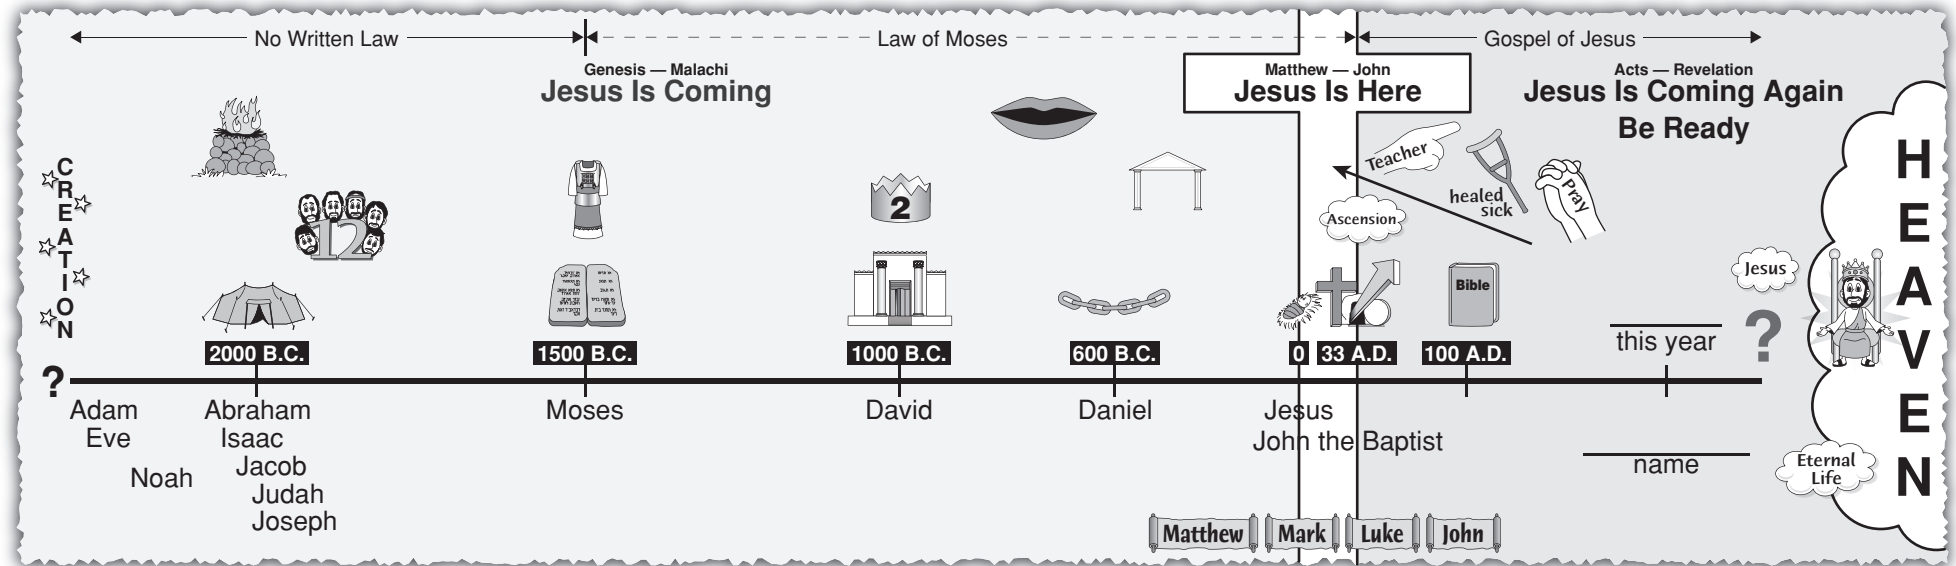 No Written Law
Law of Moses
Gospel of Jesus
Genesis — Malachi
Jesus Is Coming
Matthew — John
Jesus Is Here
Acts — Revelation
Jesus Is Coming Again
Be Ready
CREATION
12
2
Teacher
healed
sick
Pray
Ascension
Bible
Jesus
?
this year
HEAVEN
2000 B.C.
1500 B.C.
1000 B.C.
600 B.C.
0
33 A.D.
100 A.D.
?
Adam
Eve
Noah
Abraham
Isaac
Jacob
Judah
Joseph
Moses
David
Daniel
Jesus
John the Baptist
name
Eternal
Life
Matthew
Mark
Luke
John